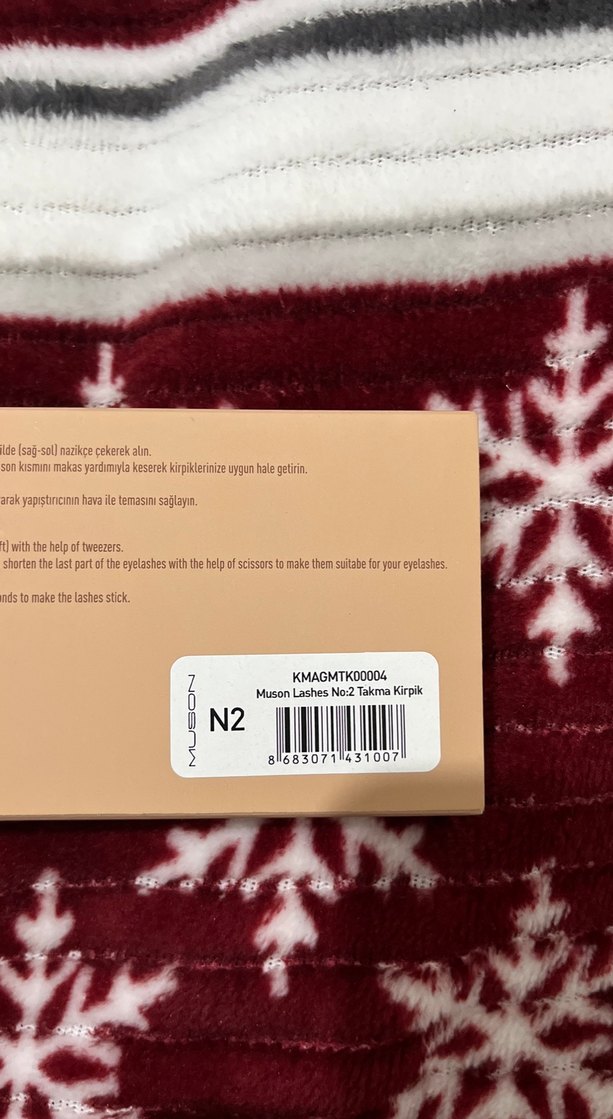 ilde (sağ-sol) nazikçe çekerek alın.
son kısmını makas yardımıyla keserek kirpiklerinize uygun hale getirin.
arak yapıştırıcının hava ile temasını sağlayın.
ft) with the help of tweezers.
shorten the last part of the eyelashes with the help of scissors to make them suitabe for your eyelashes.
onds to make the lashes stick.
MUSON
N2
KMAGMTK00004
Muson Lashes No:2 Takma Kirpik
8 683071 431007